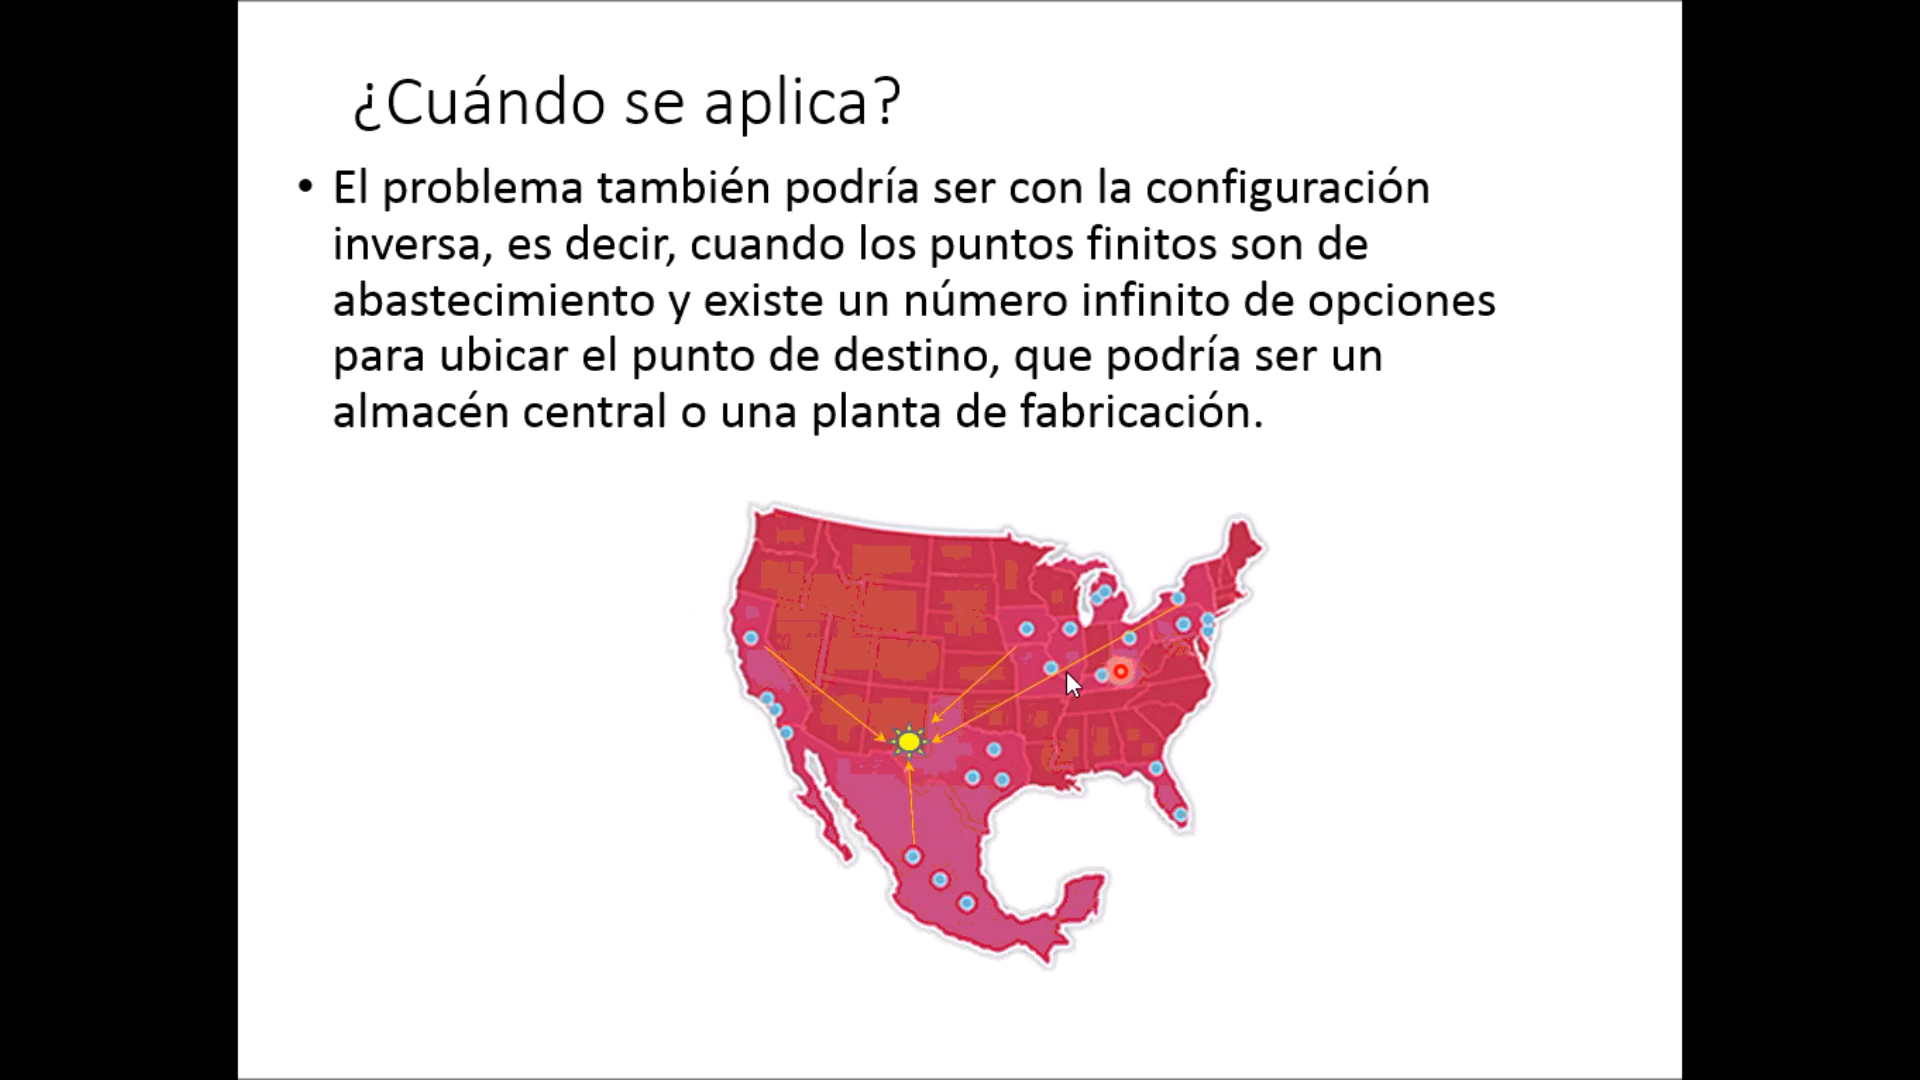 ¿Cuándo se aplica?
• El problema también podría ser con la configuración
inversa, es decir, cuando los puntos finitos son de
abastecimiento y existe un número infinito de opciones
para ubicar el punto de destino, que podría ser un
almacén central o una planta de fabricación.